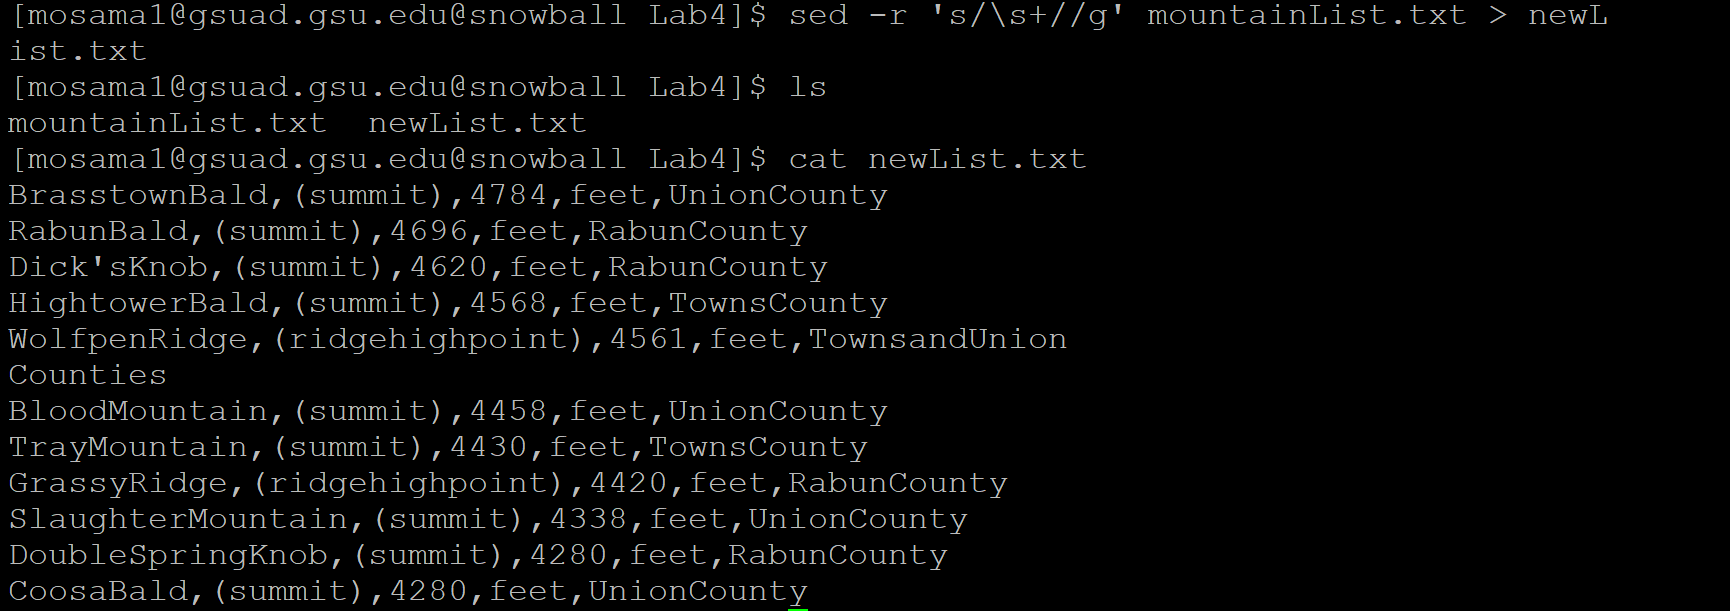 [mosama1@gsuad.gsu.edu@snowball Lab4]$ sed -r 's/\s+//g' mountainList.txt > newL
ist.txt
[mosama1@gsuad.gsu.edu@snowball Lab4]$ ls
mountainList.txt  newList.txt
[mosama1@gsuad.gsu.edu@snowball Lab4]$ cat newList.txt
BrasstownBald,(summit),4784,feet,UnionCounty
RabunBald,(summit),4696,feet,RabunCounty
Dick'sKnob,(summit),4620,feet,RabunCounty
HightowerBald,(summit),4568,feet,TownsCounty
WolfpenRidge,(ridgehighpoint),4561,feet,TownsandUnion
Counties
BloodMountain,(summit),4458,feet,UnionCounty
TrayMountain,(summit),4430,feet,TownsCounty
GrassyRidge,(ridgehighpoint),4420,feet,RabunCounty
SlaughterMountain,(summit),4338,feet,UnionCounty
DoubleSpringKnob,(summit),4280,feet,RabunCounty
CoosaBald,(summit),4280,feet,UnionCounty